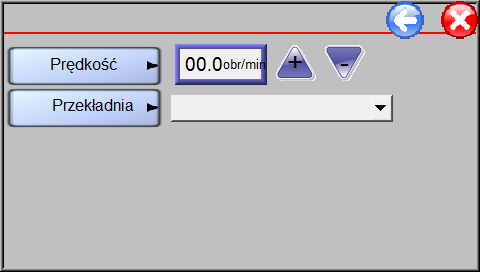 Prędkość
00.0obr/min
+
-
Przekładnia